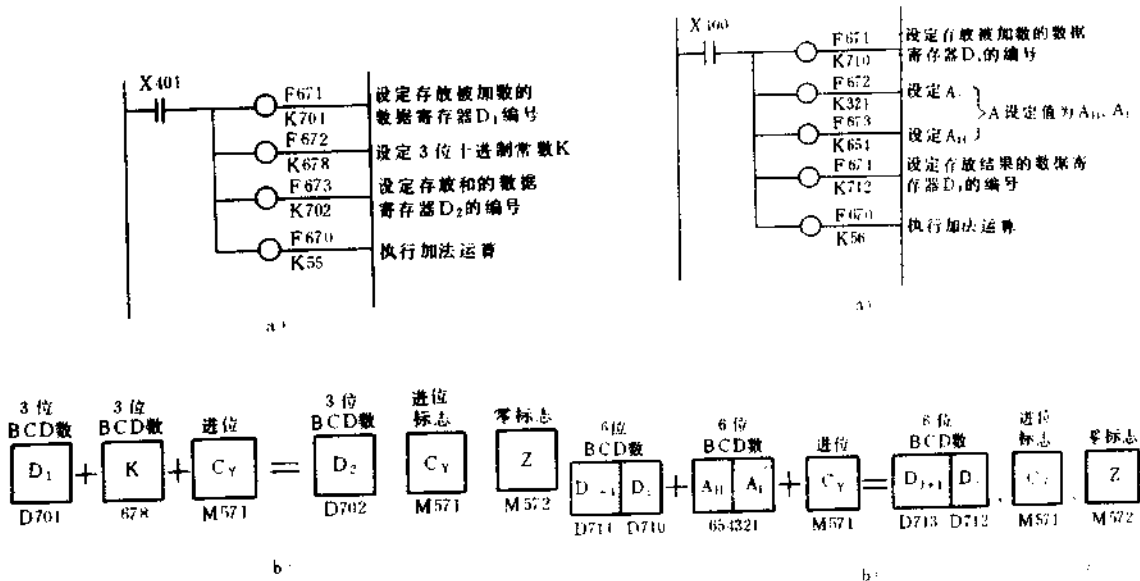 X401
F671
K701
设定存放被加数的
数据寄存器D₁编号
F672
K678
设定3位十进制常数K
F673
K702
设定存放和的数据
寄存器D₂的编号
F670
K55
执行加法运算
a)
X400
F671
K710
设定存放被加数的数据
寄存器D 的编号
F672
K321
设定A
F673
K654
设定A_H
A设定值为A_H、A
F674
K712
设定存放结果的数据寄
存器D 的编号
F670
K56
执行加法运算
a)
3位
BCD数
3位
BCD数
进位
3位
BCD数
进位
标志
零标志
D₁ + K + C_Y = D₂ C_Y Z
D701 678 M571 D702 M571 M572
b)
6位
BCD数
6位
BCD数
进位
6位
BCD数
进位
标志
零标志
D D + A_H A + C_Y = D D C Z
D711 D710 654321 M571 D713 D712 M571 M572
b)